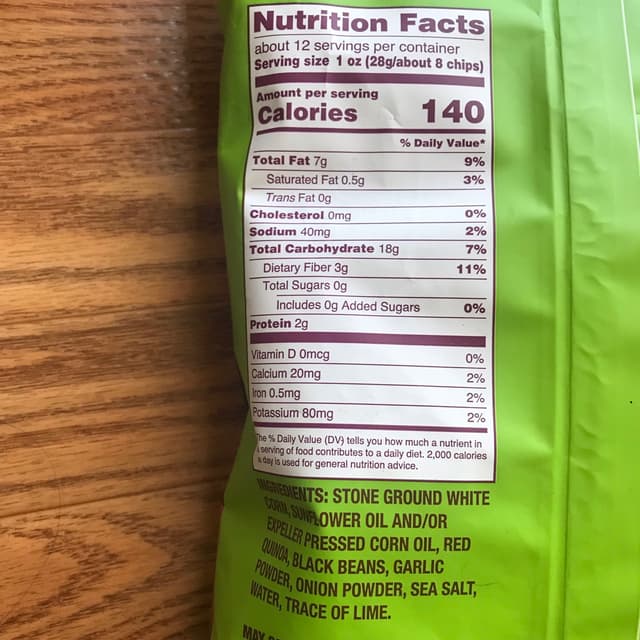 Nutrition Facts
about 12 servings per container
Serving size 1 oz (28g/about 8 chips)
Amount per serving
Calories 140
% Daily Value*
Total Fat 7g 9%
Saturated Fat 0.5g 3%
Trans Fat 0g
Cholesterol 0mg 0%
Sodium 40mg 2%
Total Carbohydrate 18g 7%
Dietary Fiber 3g 11%
Total Sugars 0g
Includes 0g Added Sugars 0%
Protein 2g
Vitamin D 0mcg 0%
Calcium 20mg 2%
Iron 0.5mg 2%
Potassium 80mg 2%
The % Daily Value (DV) tells you how much a nutrient in
a serving of food contributes to a daily diet. 2,000 calories
a day is used for general nutrition advice.
INGREDIENTS: STONE GROUND WHITE
CORN, SUNFLOWER OIL AND/OR
EXPELLER PRESSED CORN OIL, RED
QUINOA, BLACK BEANS, GARLIC
POWDER, ONION POWDER, SEA SALT,
WATER, TRACE OF LIME.
MAY